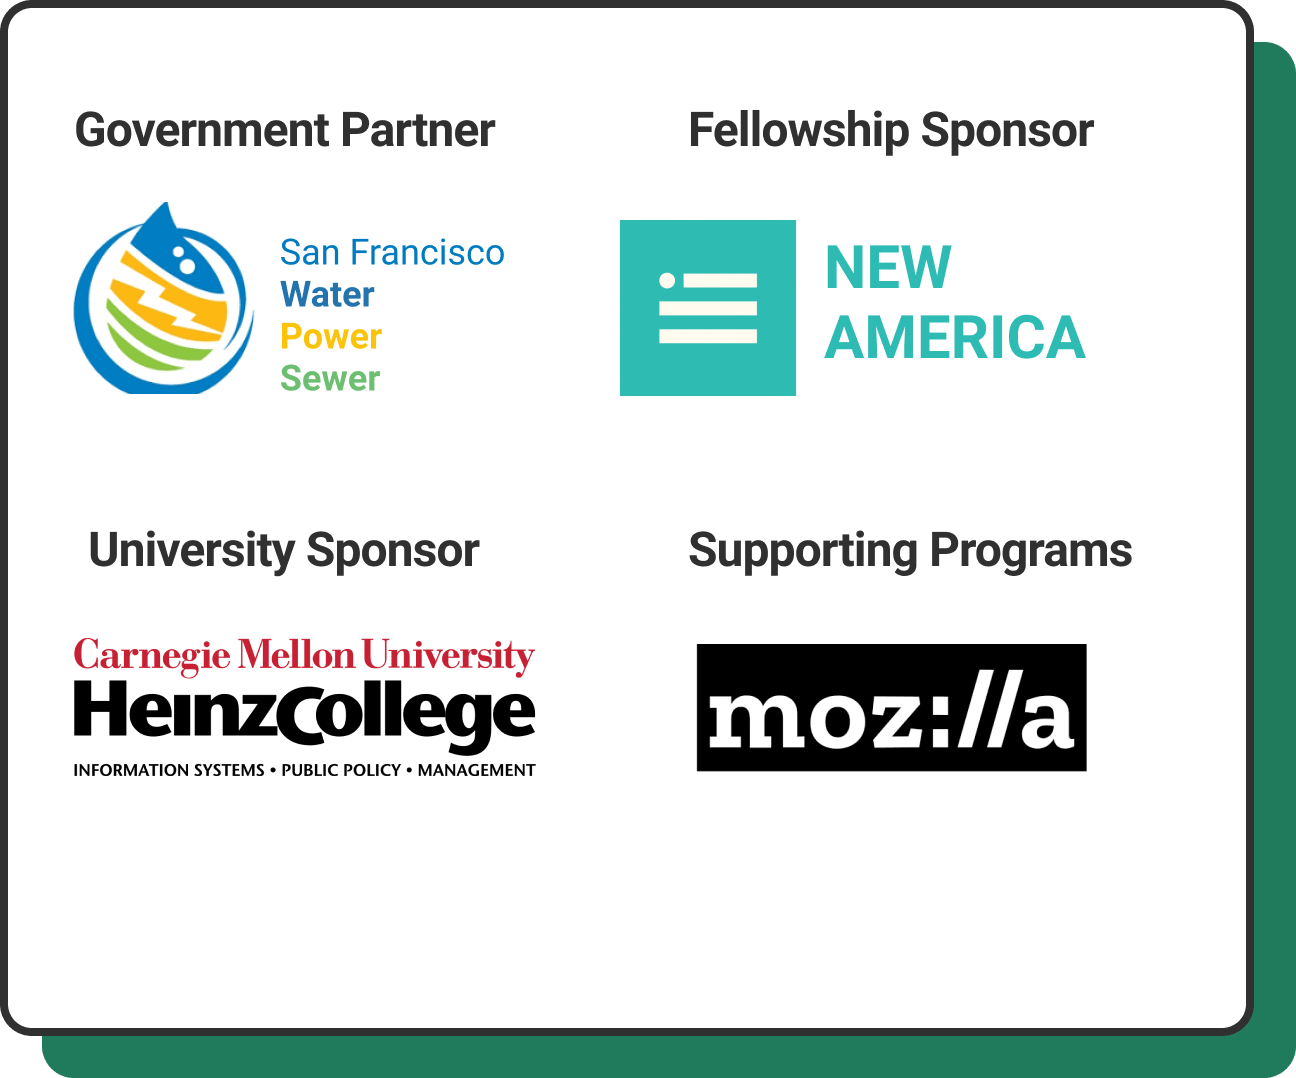 Government Partner
San Francisco
Water
Power
Sewer
Fellowship Sponsor
NEW
AMERICA
University Sponsor
Carnegie Mellon University
HeinzCollege
INFORMATION SYSTEMS • PUBLIC POLICY • MANAGEMENT
Supporting Programs
moz://a